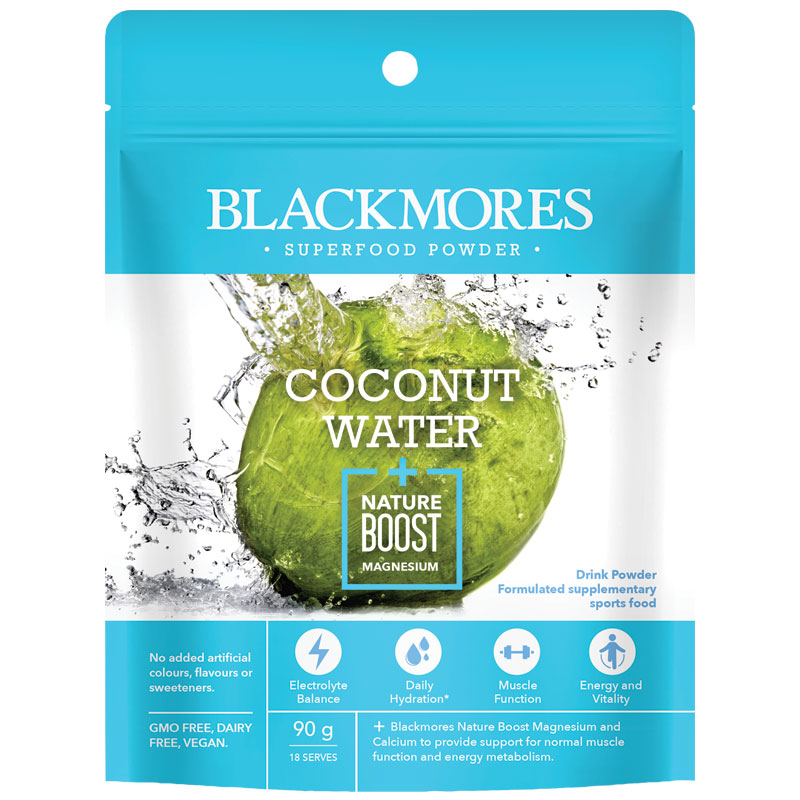 BLACKMORES
• SUPERFOOD POWDER •
COCONUT
WATER
+
NATURE
BOOST
MAGNESIUM
Drink Powder
Formulated supplementary
sports food
No added artificial
colours, flavours or
sweeteners.
GMO FREE, DAIRY
FREE, VEGAN.
Electrolyte
Balance
Daily
Hydration*
Muscle
Function
Energy and
Vitality
90 g
18 SERVES
+ Blackmores Nature Boost Magnesium and
Calcium to provide support for normal muscle
function and energy metabolism.